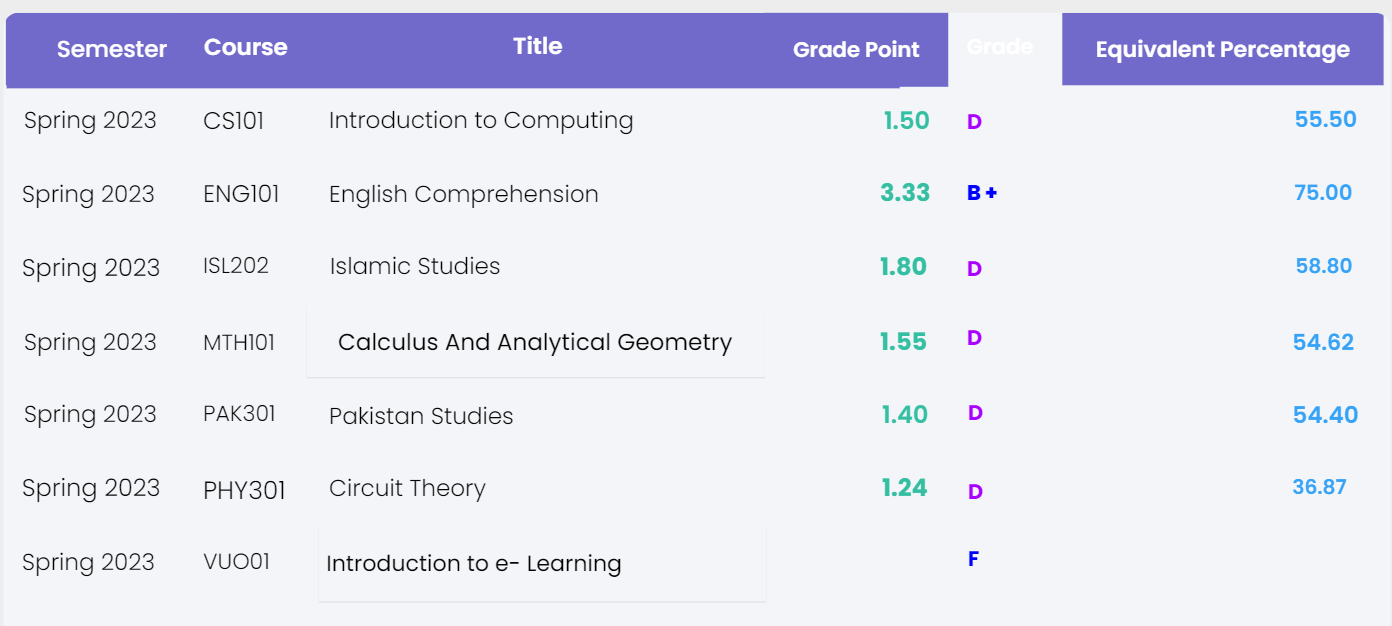 Semester Course Title Grade Point Grade Equivalent Percentage
Spring 2023 CS101 Introduction to Computing 1.50 D 55.50
Spring 2023 ENG101 English Comprehension 3.33 B + 75.00
Spring 2023 ISL202 Islamic Studies 1.80 D 58.80
Spring 2023 MTH101 Calculus And Analytical Geometry 1.55 D 54.62
Spring 2023 PAK301 Pakistan Studies 1.40 D 54.40
Spring 2023 PHY301 Circuit Theory 1.24 D 36.87
Spring 2023 VUO01 Introduction to e- Learning F